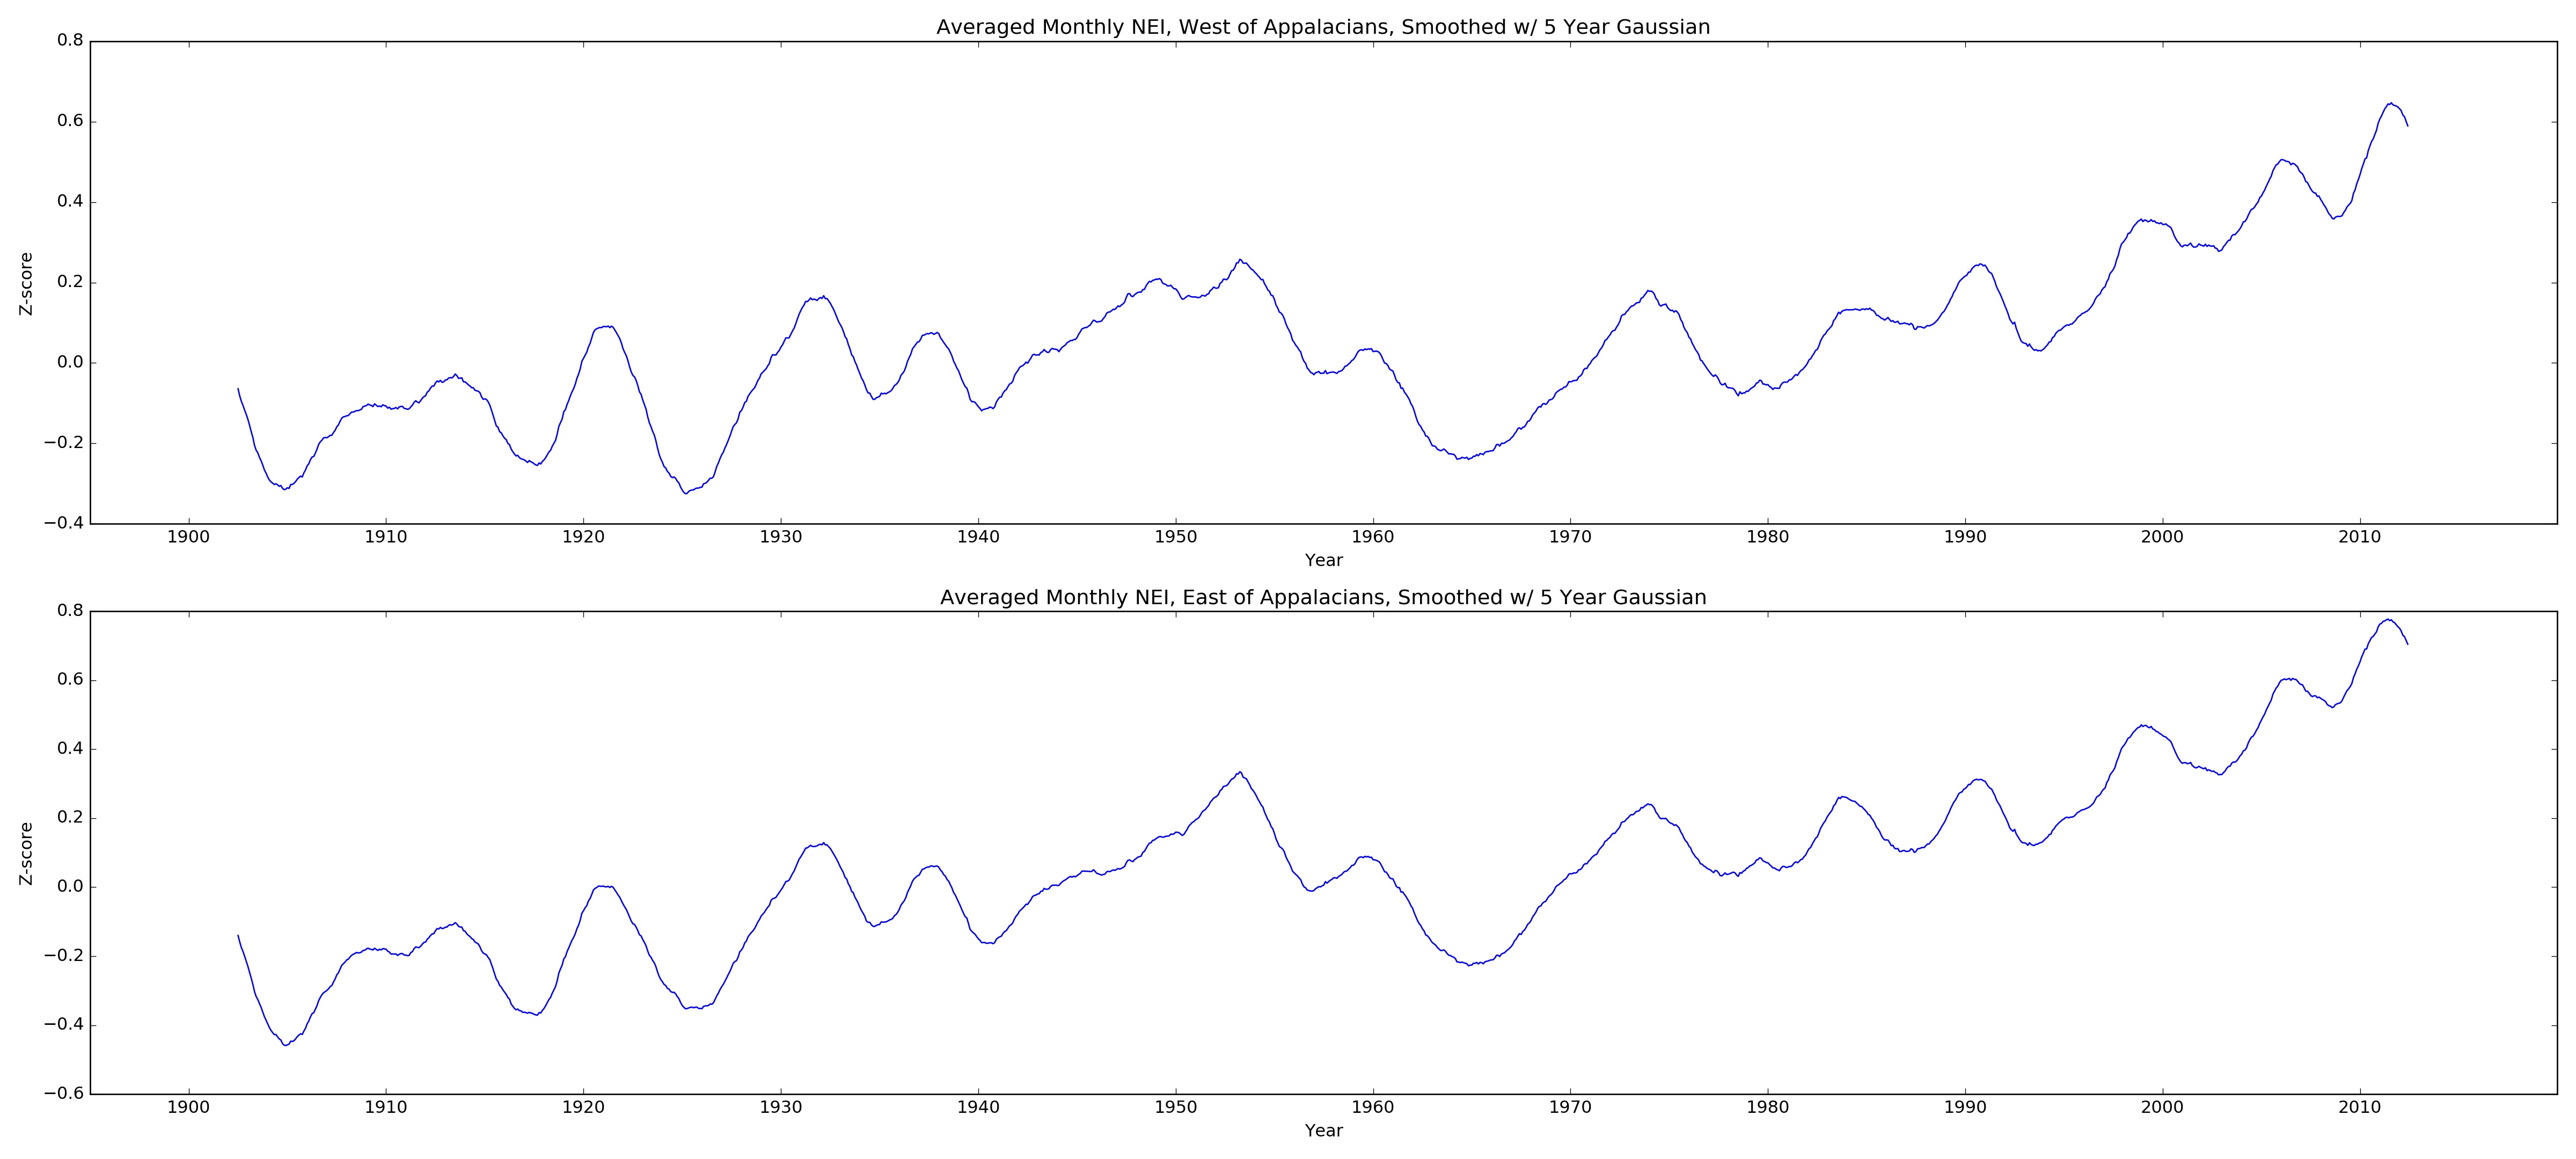 Averaged Monthly NEI, West of Appalacians, Smoothed w/ 5 Year Gaussian
0.8
0.6
0.4
0.2
0.0
−0.2
−0.4
Z-score
1900 1910 1920 1930 1940 1950 1960 1970 1980 1990 2000 2010
Year
Averaged Monthly NEI, East of Appalacians, Smoothed w/ 5 Year Gaussian
0.8
0.6
0.4
0.2
0.0
−0.2
−0.4
−0.6
Z-score
1900 1910 1920 1930 1940 1950 1960 1970 1980 1990 2000 2010
Year